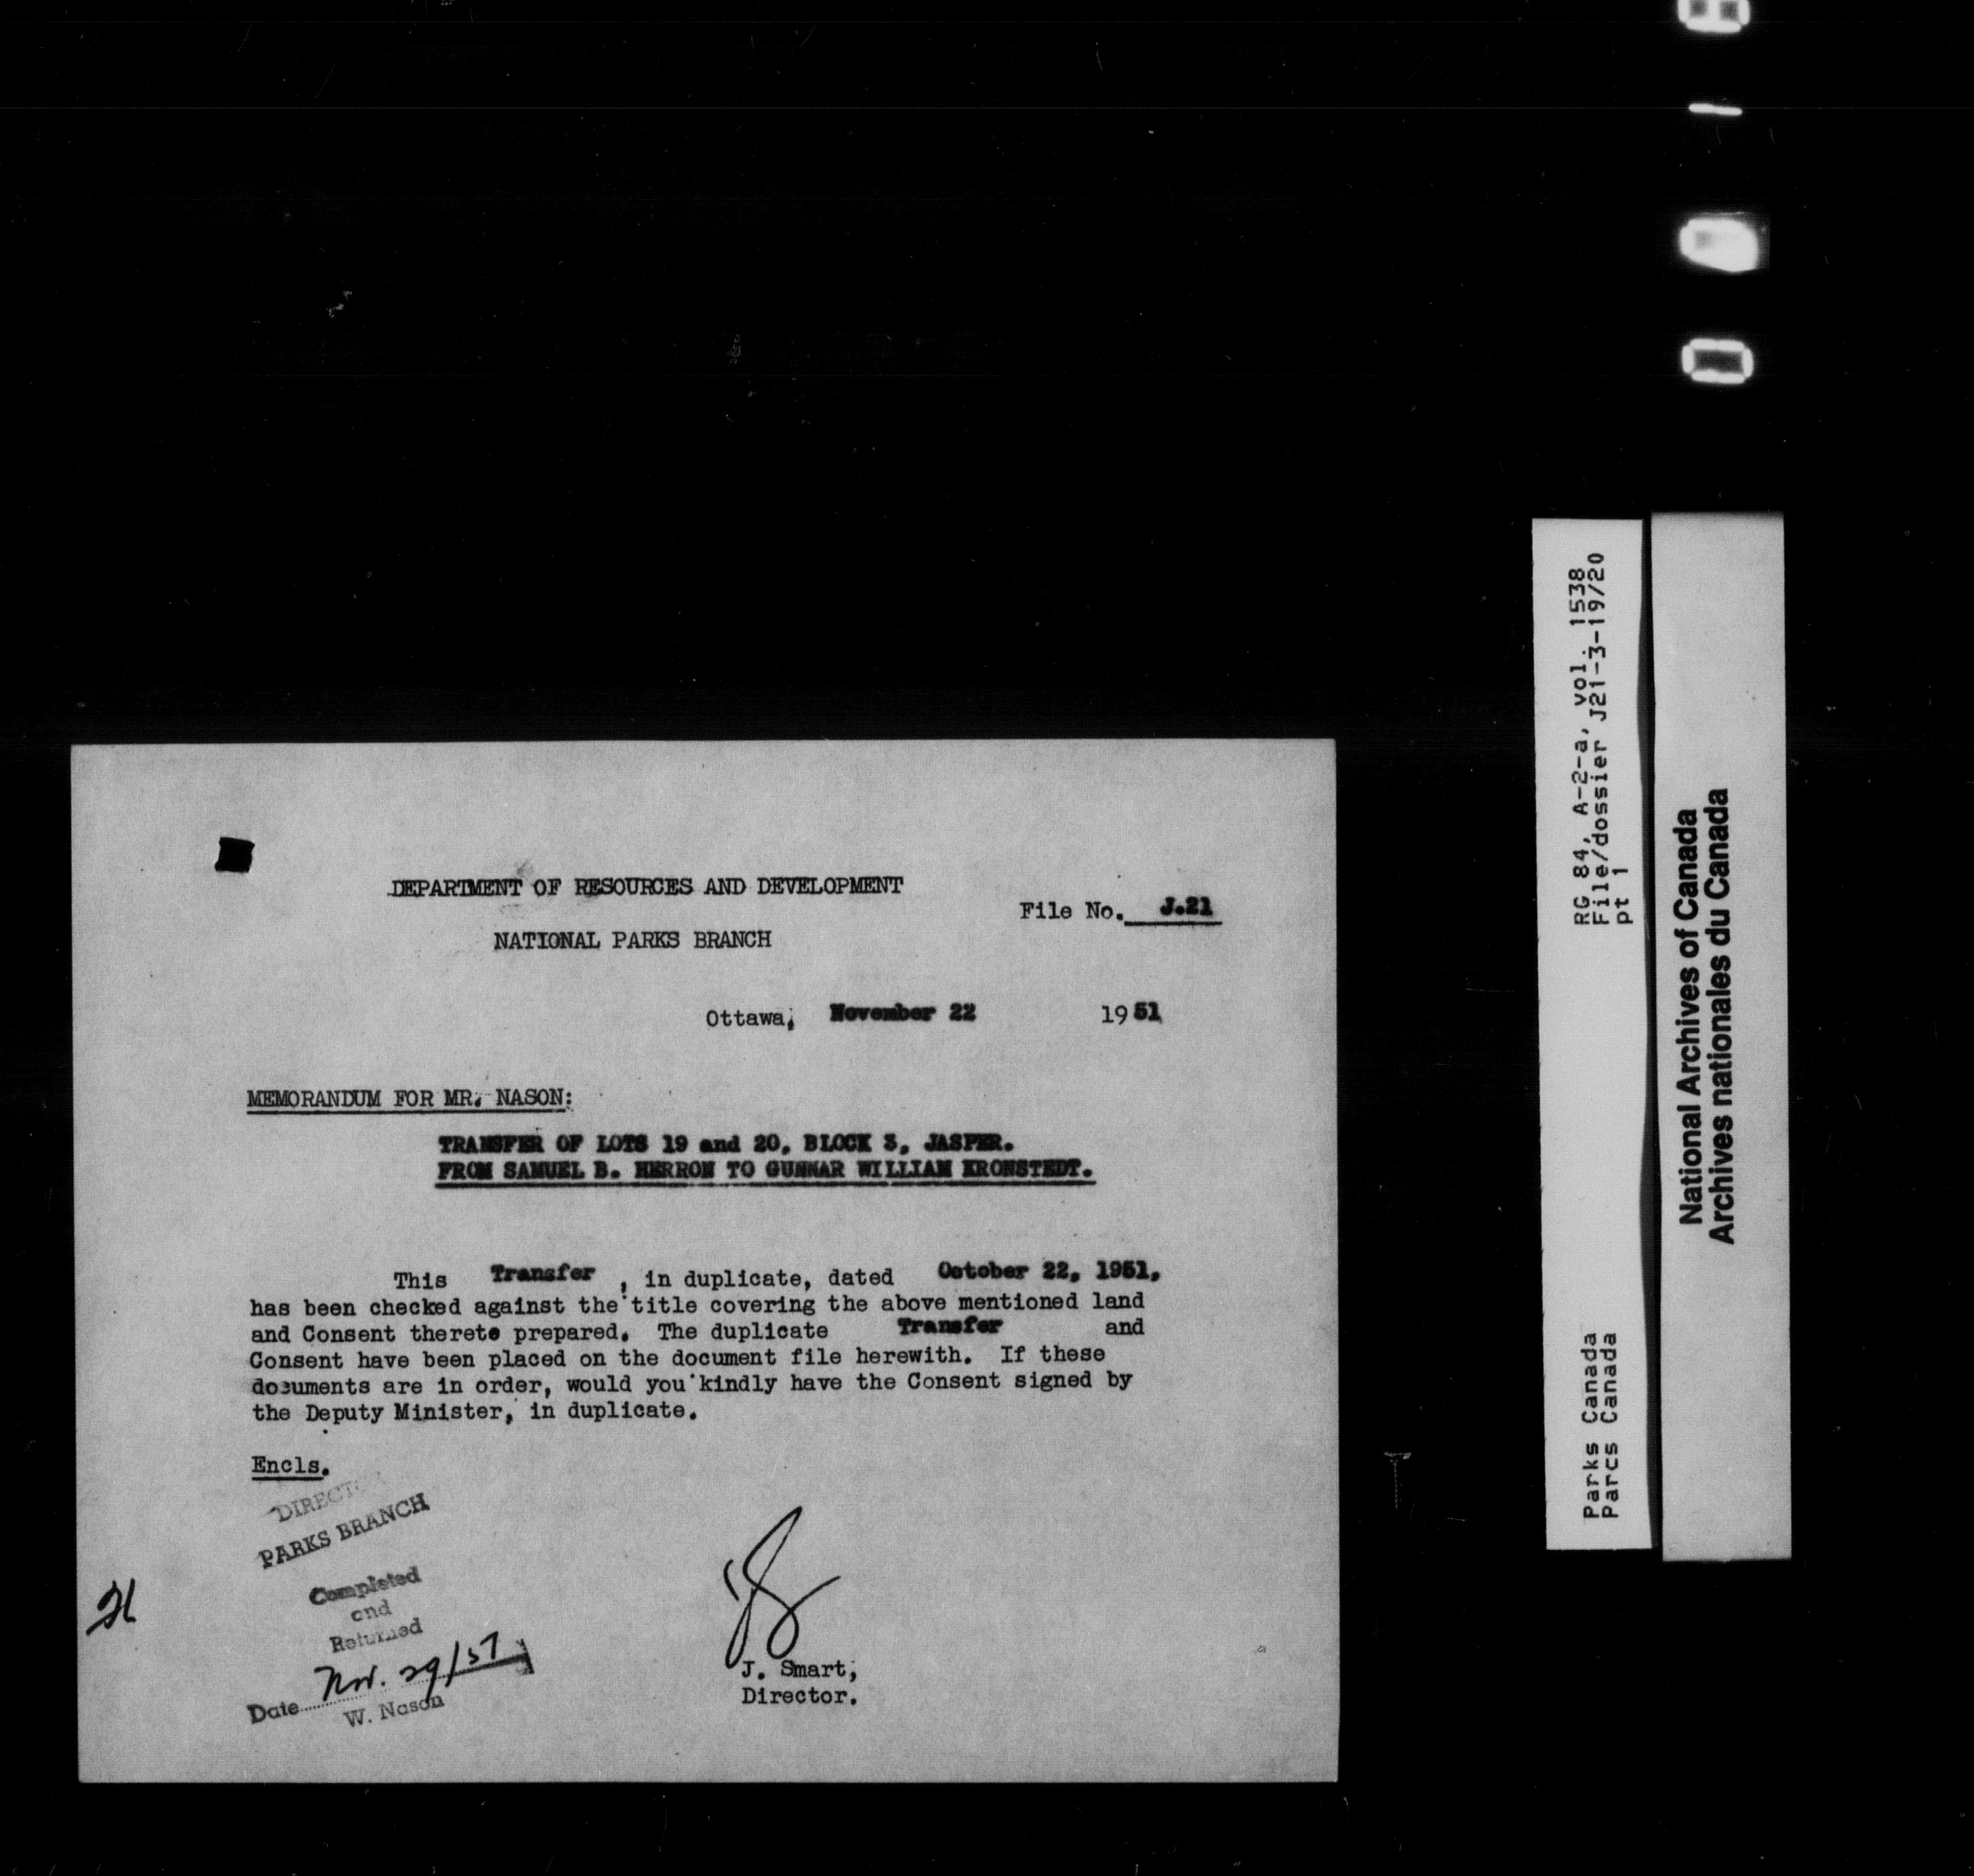 DEPARTMENT OF RESOURCES AND DEVELOPMENT
File No. J.21
NATIONAL PARKS BRANCH
Ottawa, November 22 1951
MEMORANDUM FOR MR. NASON:
TRANSFER OF LOTS 19 and 20, BLOCK 3, JASPER.
FROM SAMUEL B. HERRON TO GUNNAR WILLIAM KRONSTEDT.
This Transfer , in duplicate, dated October 22, 1951,
has been checked against the title covering the above mentioned land
and Consent thereto prepared. The duplicate Transfer and
Consent have been placed on the document file herewith. If these
documents are in order, would you kindly have the Consent signed by
the Deputy Minister, in duplicate.
Encls.
DIRECTO
PARKS BRANCH
Completed
and
Returned
Date Nov. 29/51
W. Nason
J. Smart,
Director.
RG 84, A-2-a, vol. 1538
File/dossier J21-3-19/20
pt 1
Parks Canada
Parcs Canada
National Archives of Canada
Archives nationales du Canada